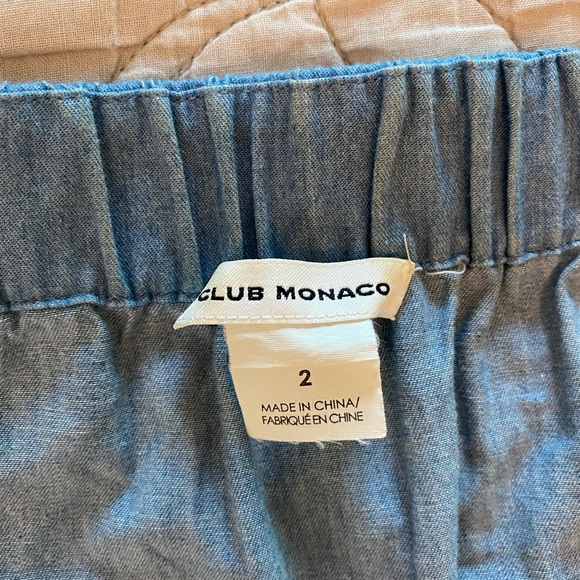 CLUB MONACO
2
MADE IN CHINA/
FABRIQUÉ EN CHINE